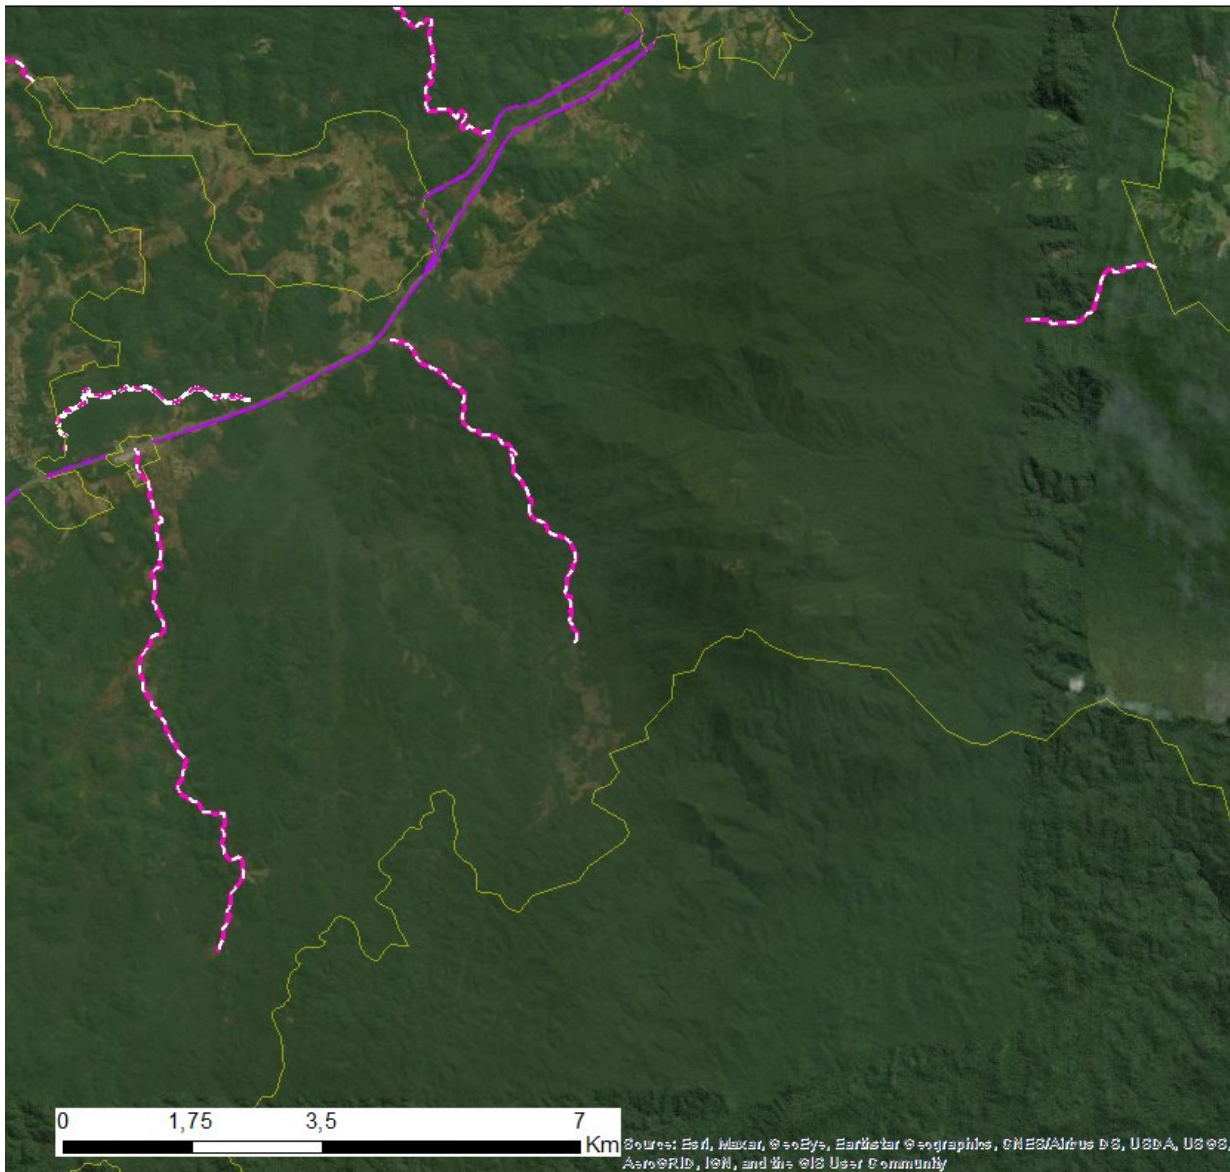 0 1,75 3,5 7
Km
Source: Esri, Maxar, GeoEye, Earthstar Geographics, CNES/Airbus DS, USDA, USGS,
AeroGRID, IGN, and the GIS User Community